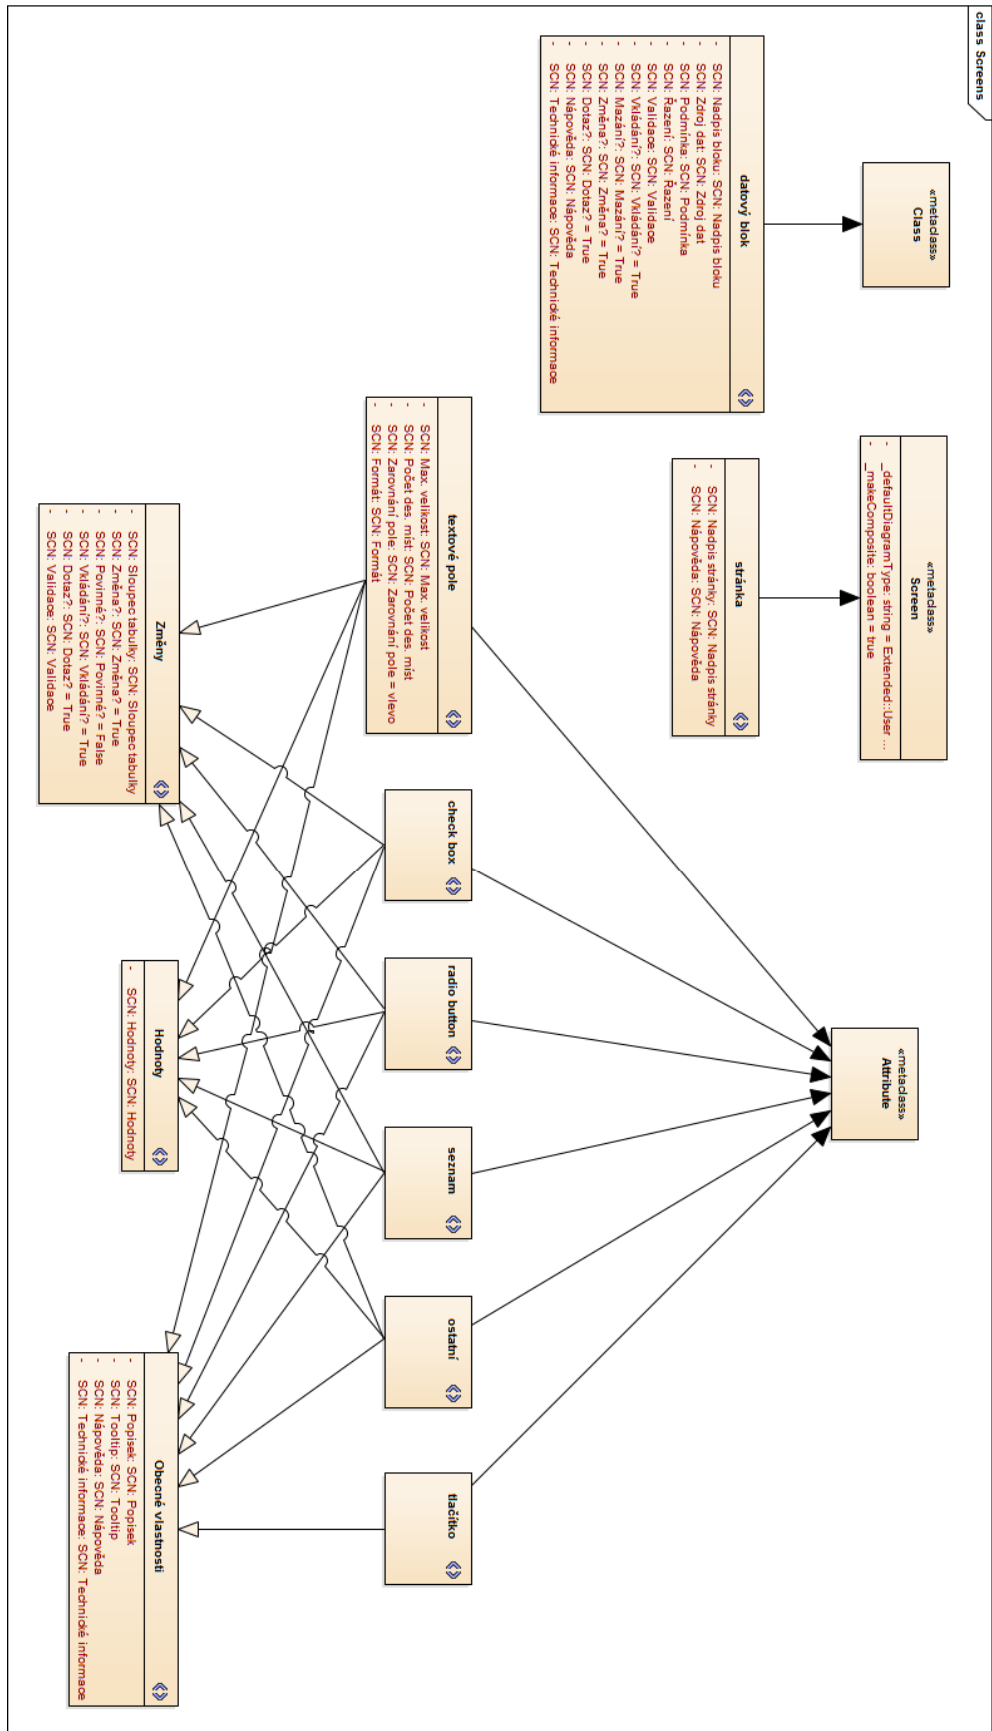 class Screens
«metaclass»
Class
«metaclass»
Screen
- _defaultDiagramType: string = Extended::User ...
- _makeComposite: boolean = true
«metaclass»
Attribute
datový blok
- SCN: Nadpis bloku: SCN: Nadpis bloku
- SCN: Zdroj dat: SCN: Zdroj dat
- SCN: Podmínka: SCN: Podmínka
- SCN: Řazení: SCN: Řazení
- SCN: Validace: SCN: Validace
- SCN: Vkládání?: SCN: Vkládání? = True
- SCN: Mazání?: SCN: Mazání? = True
- SCN: Změna?: SCN: Změna? = True
- SCN: Dotaz?: SCN: Dotaz? = True
- SCN: Nápověda: SCN: Nápověda
- SCN: Technické informace: SCN: Technické informace
stránka
- SCN: Nadpis stránky: SCN: Nadpis stránky
- SCN: Nápověda: SCN: Nápověda
textové pole
- SCN: Max. velikost: SCN: Max. velikost
- SCN: Počet des. míst: SCN: Počet des. míst
- SCN: Zarovnání pole: SCN: Zarovnání pole = vlevo
- SCN: Formát: SCN: Formát
check box
radio button
seznam
ostatní
tlačítko
Změny
- SCN: Sloupec tabulky: SCN: Sloupec tabulky
- SCN: Změna?: SCN: Změna? = True
- SCN: Povinné?: SCN: Povinné? = False
- SCN: Vkládání?: SCN: Vkládání? = True
- SCN: Dotaz?: SCN: Dotaz? = True
- SCN: Validace: SCN: Validace
Hodnoty
- SCN: Hodnoty: SCN: Hodnoty
Obecné vlastnosti
- SCN: Popisek: SCN: Popisek
- SCN: Tooltip: SCN: Tooltip
- SCN: Nápověda: SCN: Nápověda
- SCN: Technické informace: SCN: Technické informace